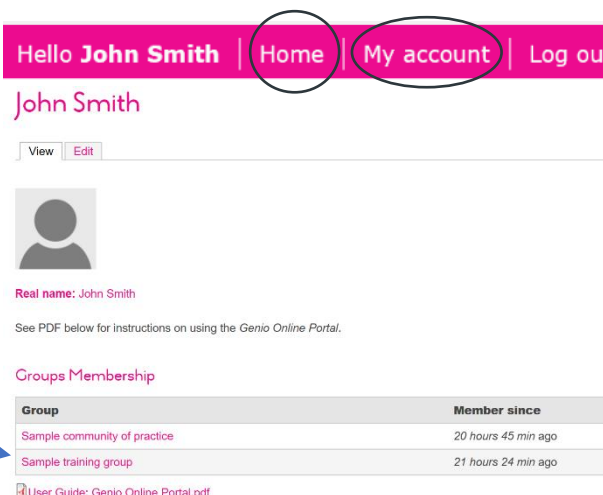 Hello John Smith | Home | My account | Log ou
John Smith
View Edit
Real name: John Smith
See PDF below for instructions on using the Genio Online Portal.
Groups Membership
Group Member since
Sample community of practice 20 hours 45 min ago
Sample training group 21 hours 24 min ago
User Guide: Genio Online Portal.pdf